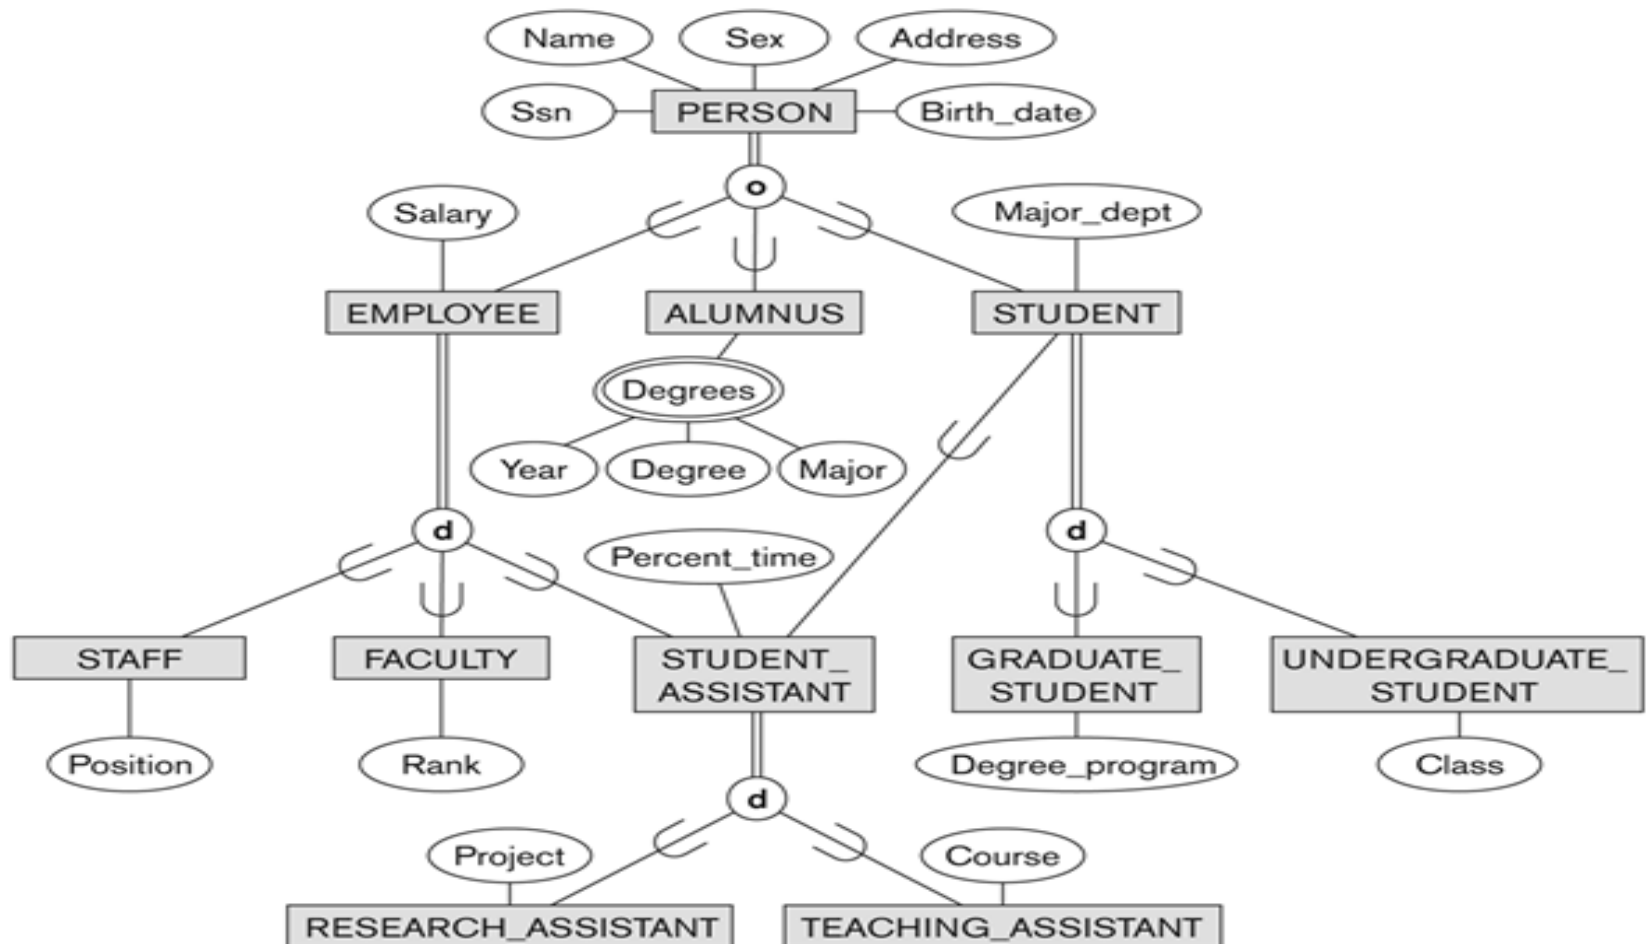 Name
Sex
Address
Ssn
PERSON
Birth_date
o
Salary
Major_dept
EMPLOYEE
ALUMNUS
STUDENT
Degrees
Year
Degree
Major
d
d
Percent_time
STAFF
FACULTY
STUDENT_
ASSISTANT
GRADUATE_
STUDENT
UNDERGRADUATE_
STUDENT
Position
Rank
Degree_program
Class
d
Project
Course
RESEARCH_ASSISTANT
TEACHING_ASSISTANT